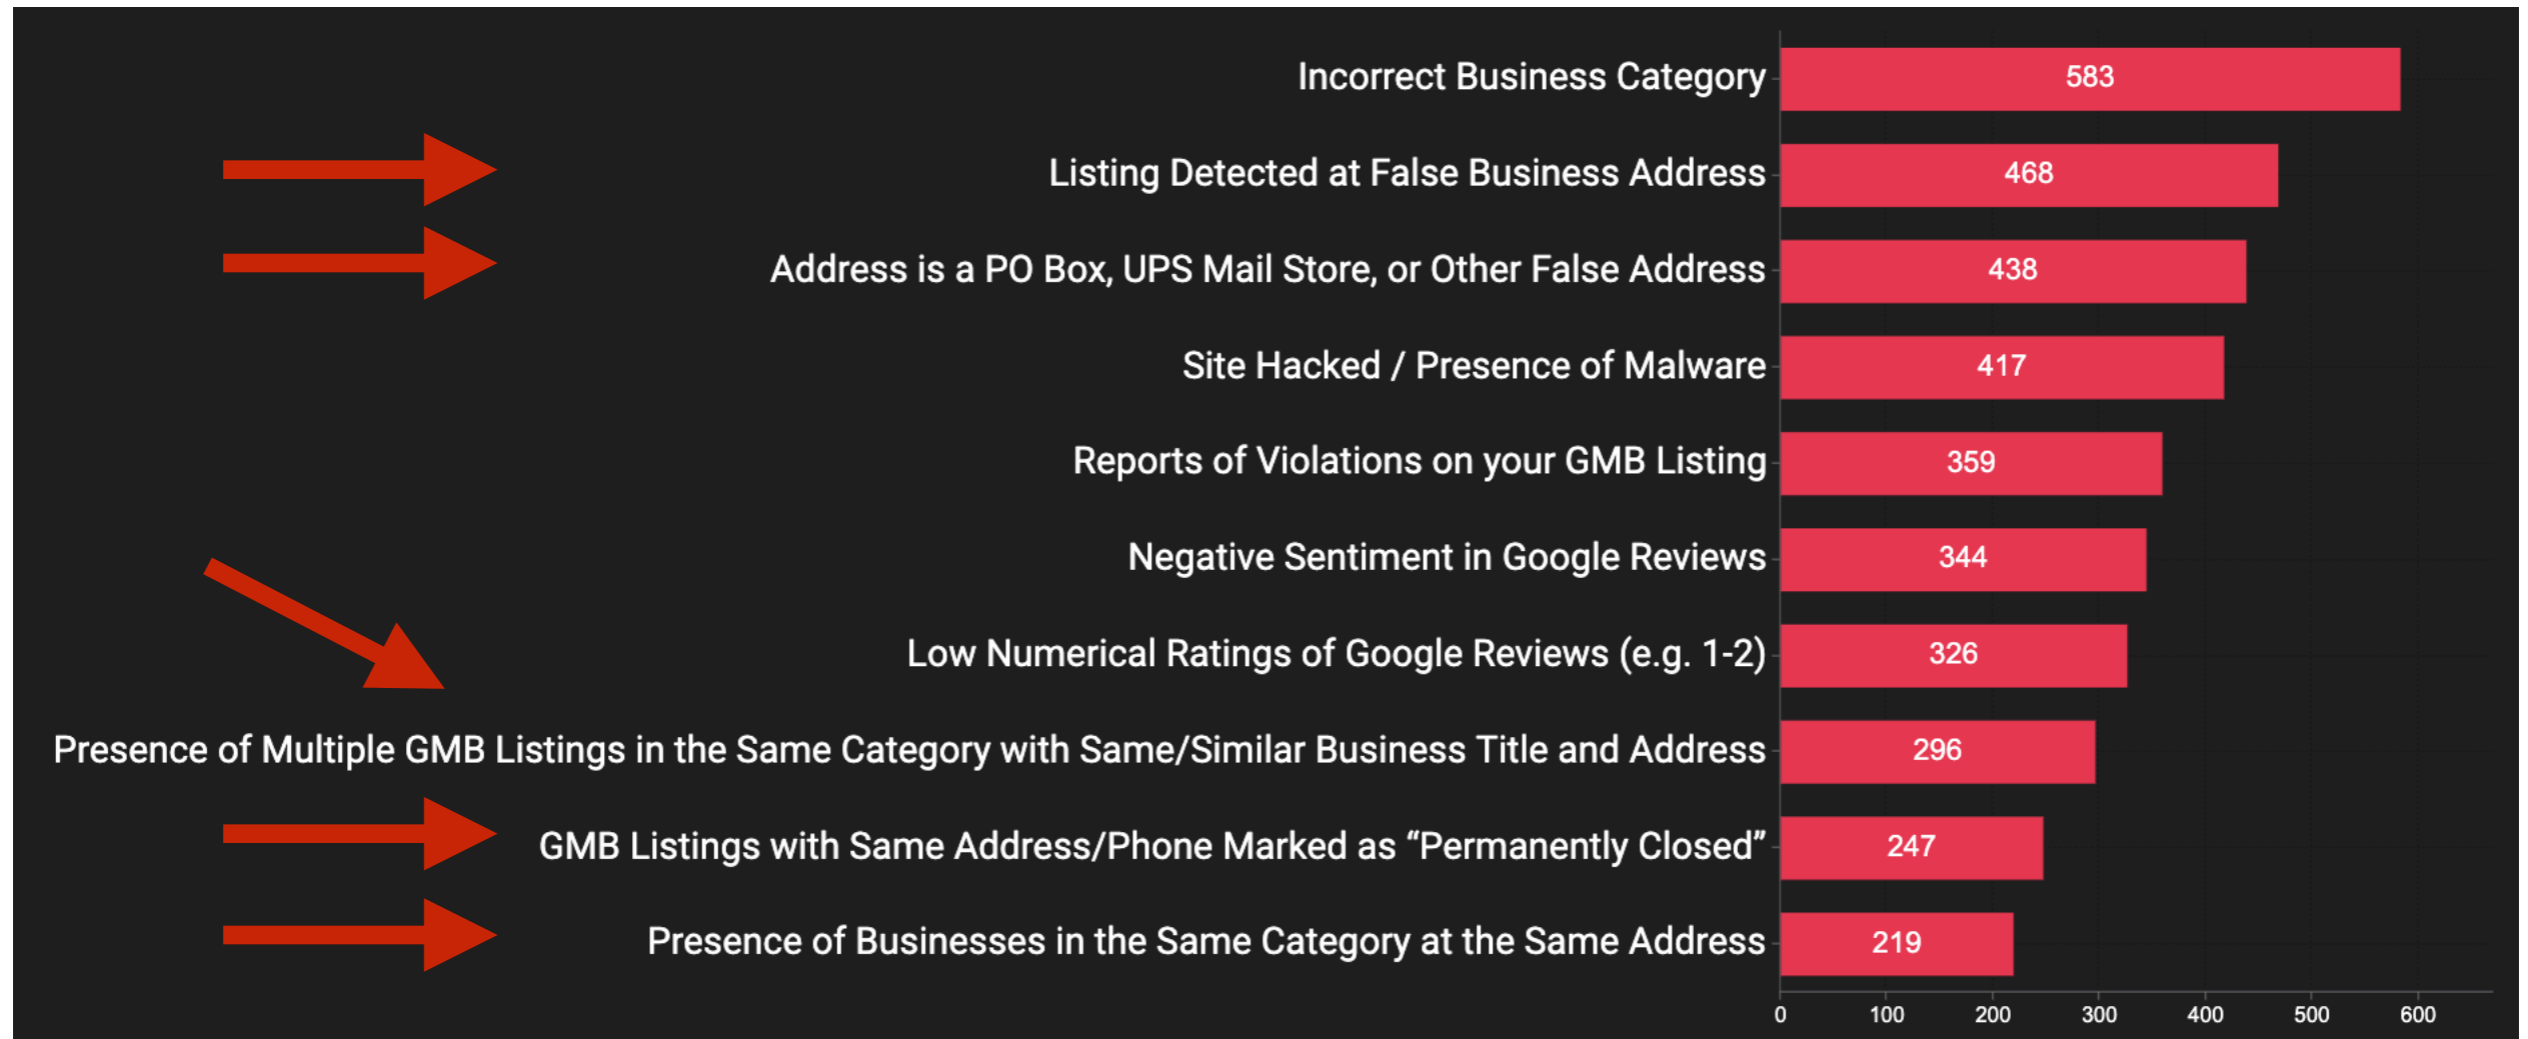 Incorrect Business Category 583
Listing Detected at False Business Address 468
Address is a PO Box, UPS Mail Store, or Other False Address 438
Site Hacked / Presence of Malware 417
Reports of Violations on your GMB Listing 359
Negative Sentiment in Google Reviews 344
Low Numerical Ratings of Google Reviews (e.g. 1-2) 326
Presence of Multiple GMB Listings in the Same Category with Same/Similar Business Title and Address 296
GMB Listings with Same Address/Phone Marked as “Permanently Closed” 247
Presence of Businesses in the Same Category at the Same Address 219
0 100 200 300 400 500 600